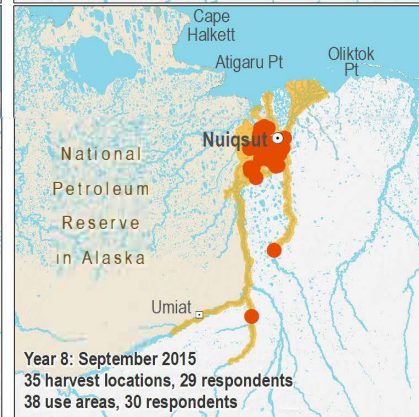 Cape
Halkett
Atigaru Pt
Oliktok
Pt
Nuiqsut
National
Petroleum
Reserve
in Alaska
Umiat
Year 8: September 2015
35 harvest locations, 29 respondents
38 use areas, 30 respondents